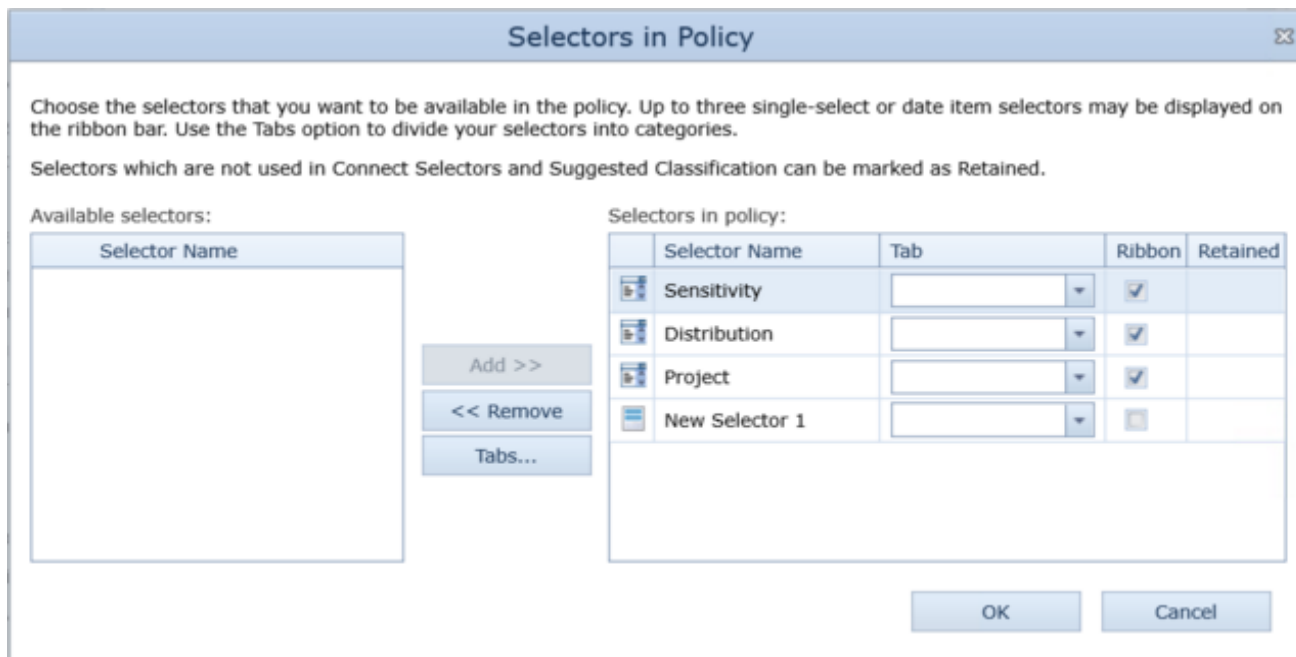 Selectors in Policy
Choose the selectors that you want to be available in the policy. Up to three single-select or date item selectors may be displayed on
the ribbon bar. Use the Tabs option to divide your selectors into categories.
Selectors which are not used in Connect Selectors and Suggested Classification can be marked as Retained.
Available selectors:
Selector Name
Add >>
<< Remove
Tabs...
Selectors in policy:
Selector Name Tab Ribbon Retained
Sensitivity
Distribution
Project
New Selector 1
OK Cancel